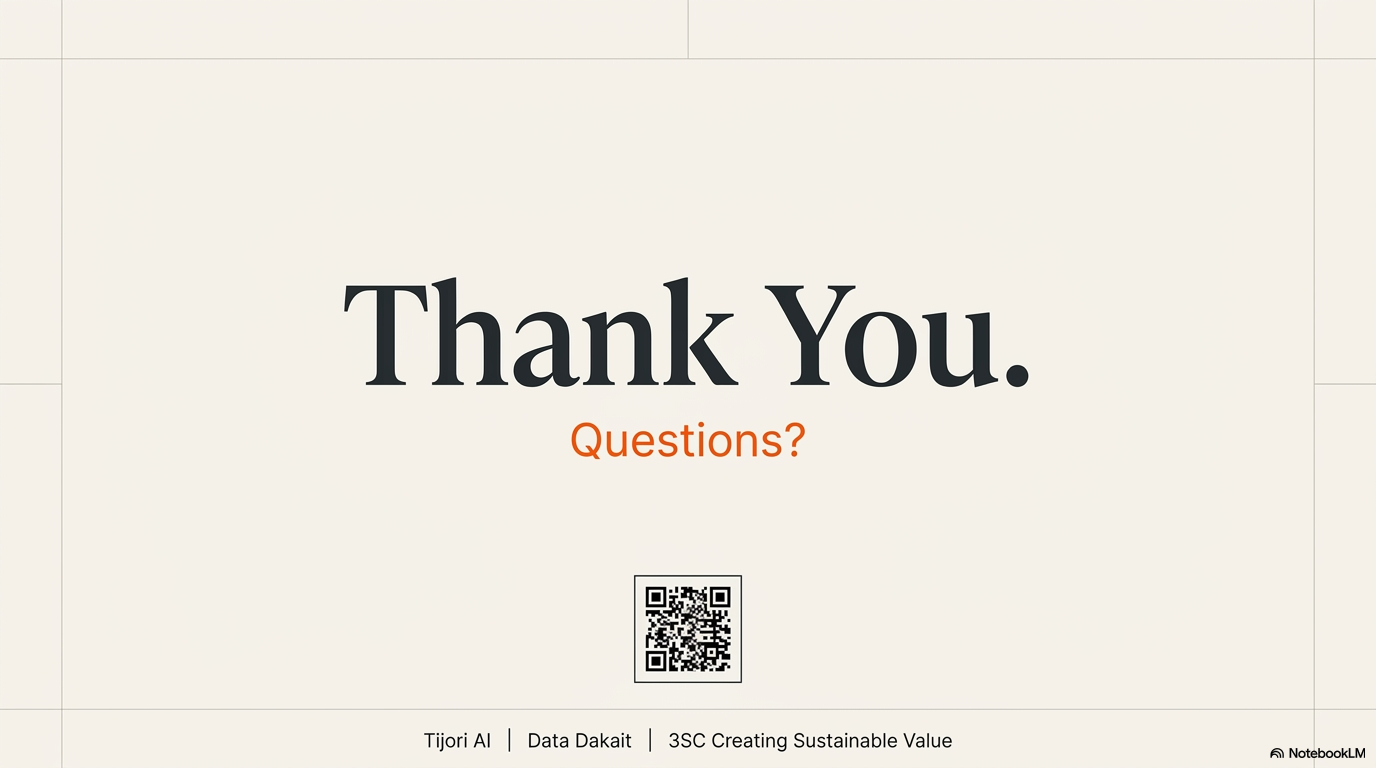 Thank You.
Questions?
Tijori AI | Data Dakait | 3SC Creating Sustainable Value
NotebookLM